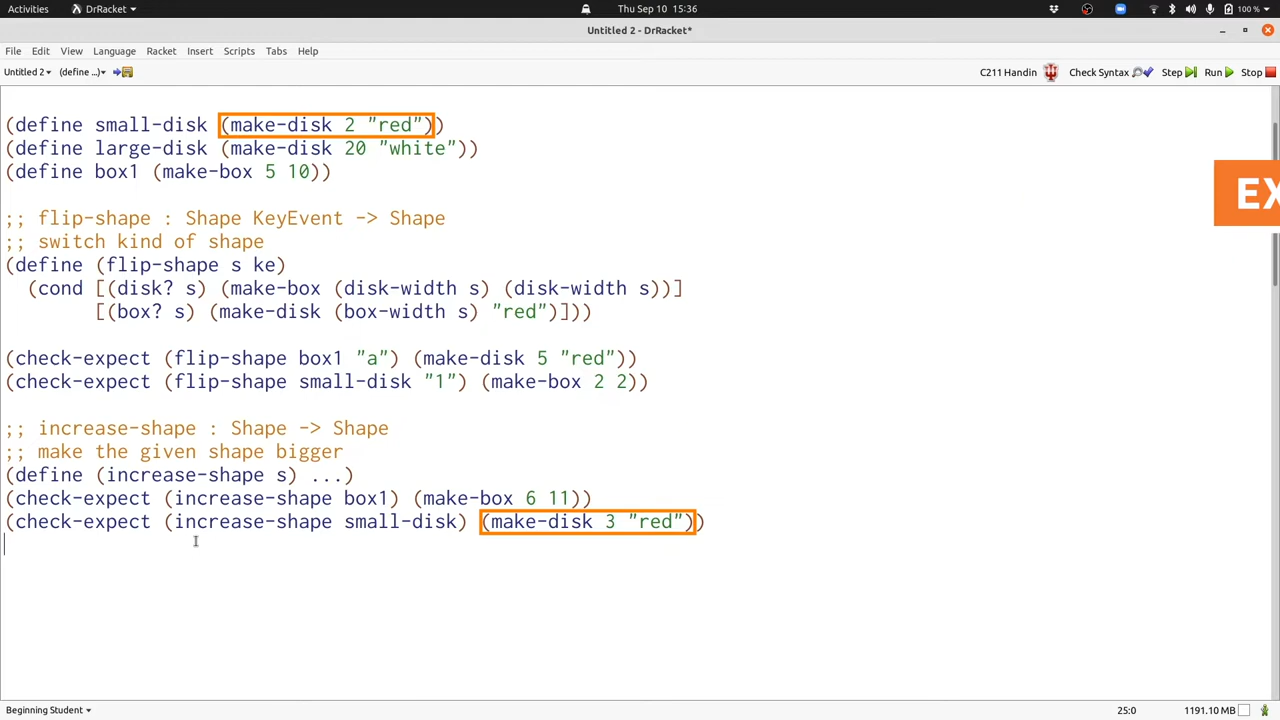 Activities DrRacket Thu Sep 10 15:36 100 %
Untitled 2 - DrRacket*
File Edit View Language Racket Insert Scripts Tabs Help
Untitled 2 (define ...) C211 Handin Check Syntax Step Run Stop
(define small-disk (make-disk 2 "red"))
(define large-disk (make-disk 20 "white"))
(define box1 (make-box 5 10))
EX
;; flip-shape : Shape KeyEvent -> Shape
;; switch kind of shape
(define (flip-shape s ke)
(cond [(disk? s) (make-box (disk-width s) (disk-width s))]
[(box? s) (make-disk (box-width s) "red")]))
(check-expect (flip-shape box1 "a") (make-disk 5 "red"))
(check-expect (flip-shape small-disk "1") (make-box 2 2))
;; increase-shape : Shape -> Shape
;; make the given shape bigger
(define (increase-shape s) ...)
(check-expect (increase-shape box1) (make-box 6 11))
(check-expect (increase-shape small-disk) (make-disk 3 "red"))
Beginning Student 25:0 1191.10 MB